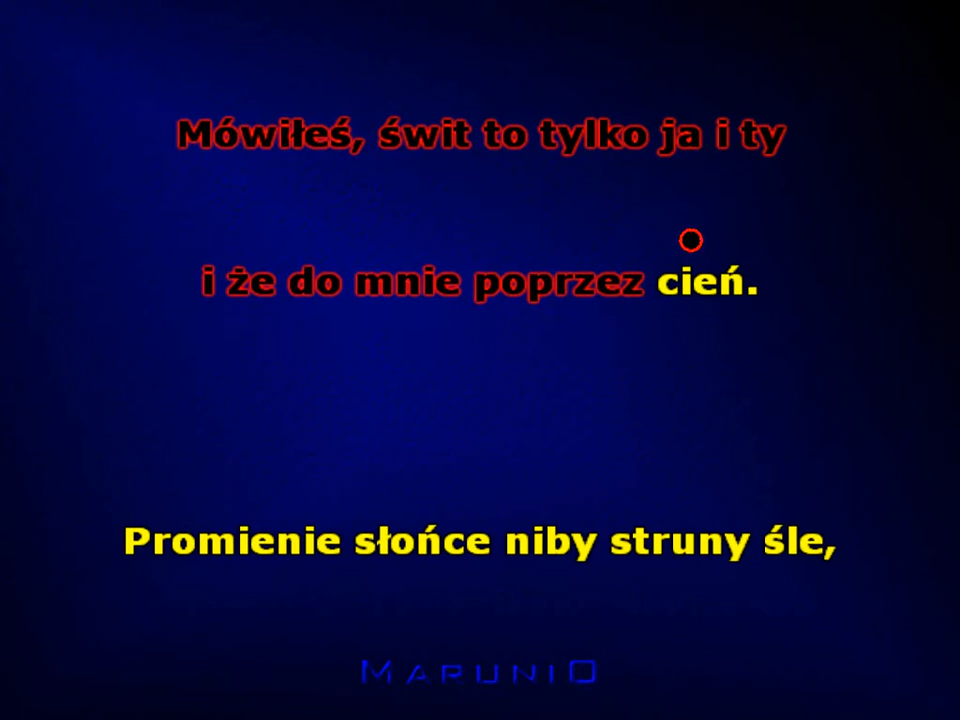 Mówiłeś, świt to tylko ja i ty
i że do mnie poprzez cień.
Promienie słońce niby struny śle,
MARUNIO